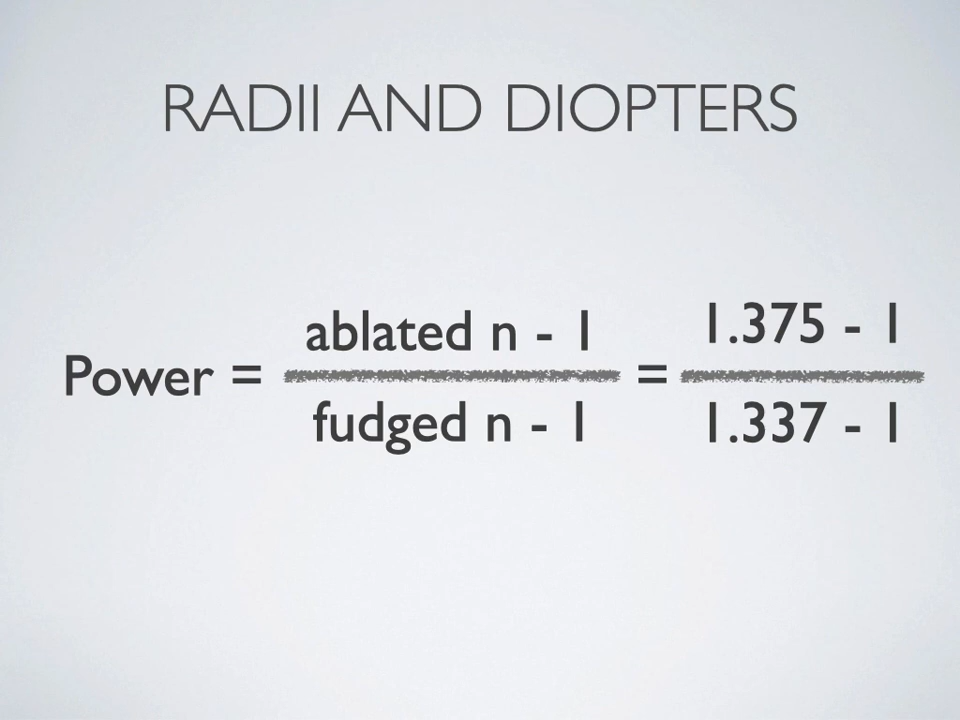 RADII AND DIOPTERS
ablated n - 1
1.375 - 1
Power =
=
fudged n - 1
1.337 - 1